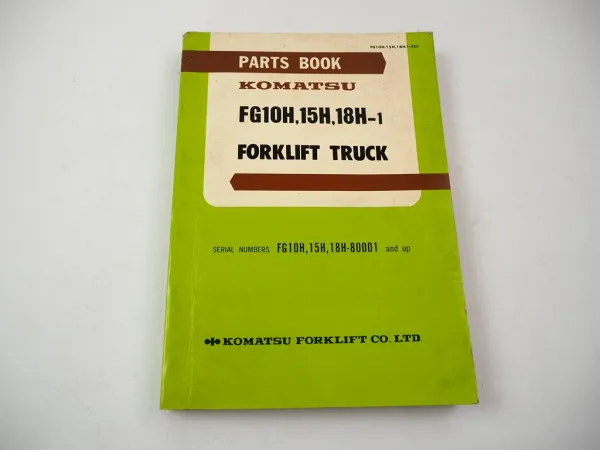 PARTS BOOK
KOMATSU
FG10H,15H,18H-1
FORKLIFT TRUCK
SERIAL NUMBERS FG10H,15H,18H-80001 and up
KOMATSU FORKLIFT CO. LTD.